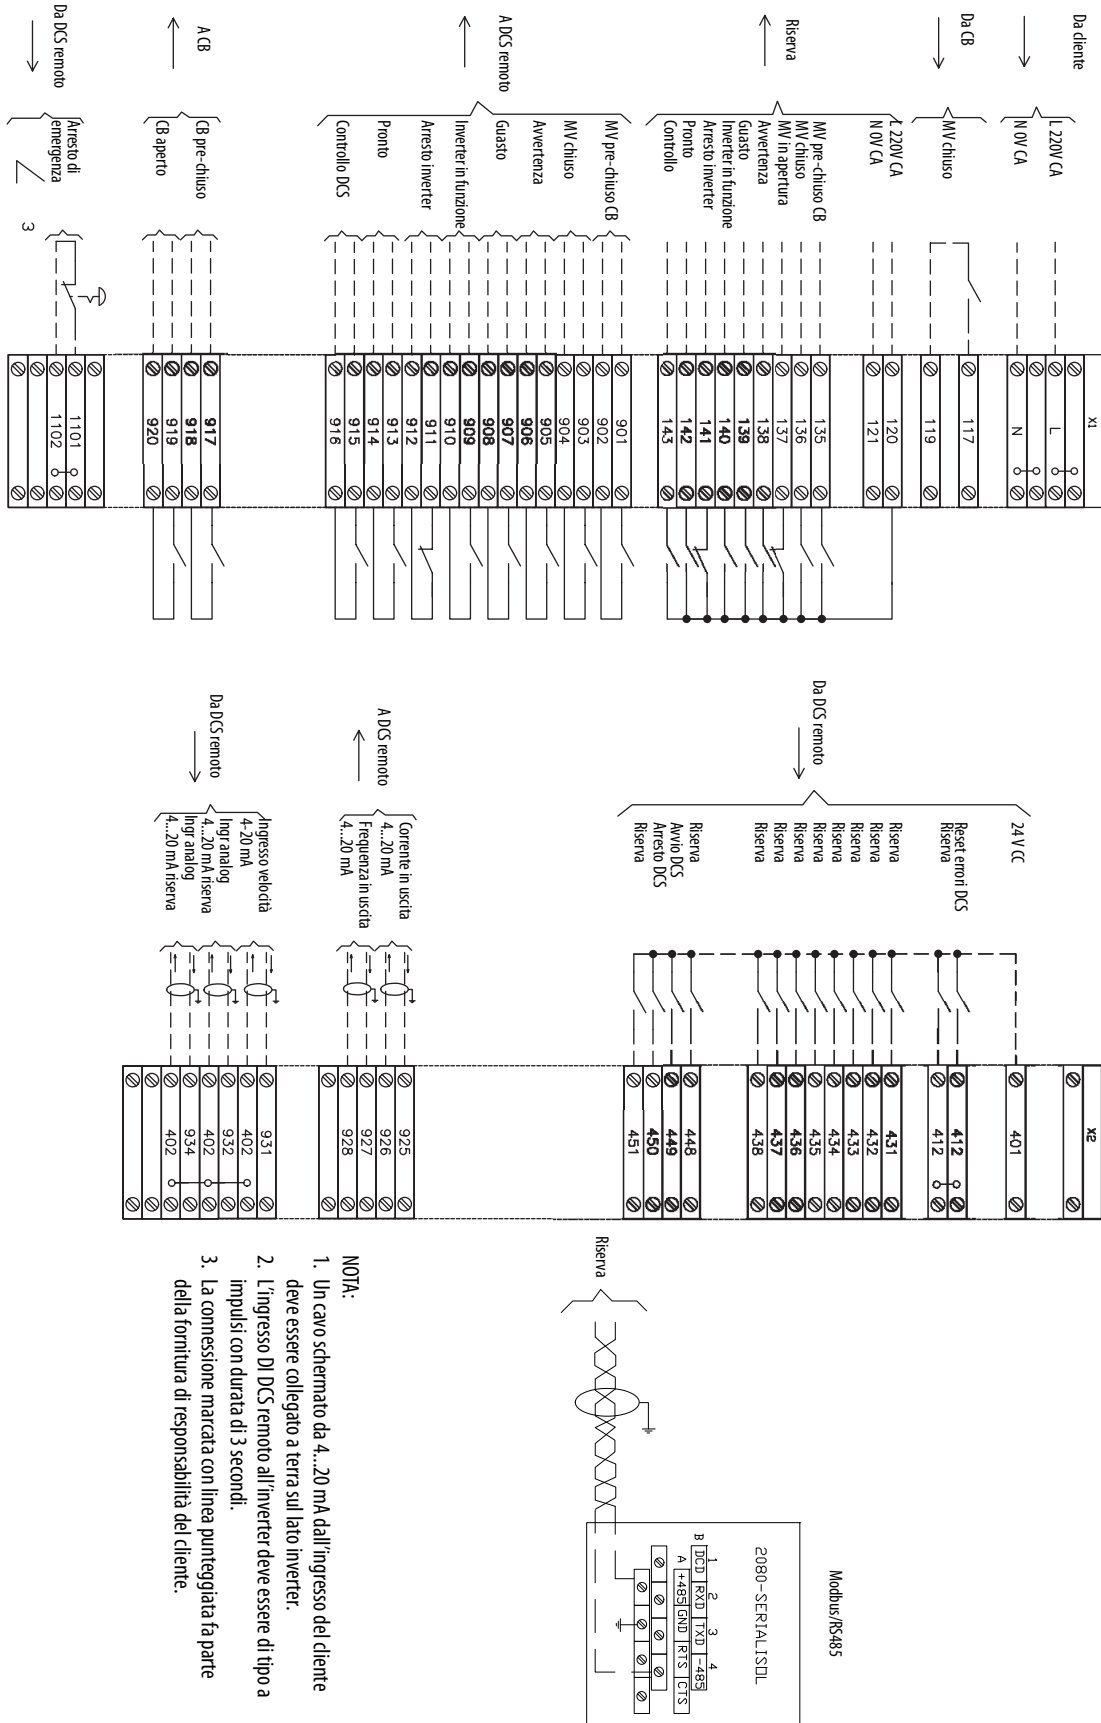 Da cliente
L 220V CA
N 0V CA
Da CB
MV chiuso
Riserva
L 220V CA
N 0V CA
MV pre-chiuso CB
MV chiuso
MV in apertura
Avvertenza
Guasto
Inverter in funzione
Arresto inverter
Pronto
Controllo
A DCS remoto
MV pre-chiuso CB
MV chiuso
Avvertenza
Guasto
Inverter in funzione
Arresto inverter
Pronto
Controllo DCS
A CB
CB pre-chiuso
CB aperto
Da DCS remoto
Arresto di
emergenza
3
X1
L
N
117
119
120
121
135
136
137
138
139
140
141
142
143
901
902
903
904
905
906
907
908
909
910
911
912
913
914
915
916
917
918
919
920
1101
1102
Da DCS remoto
24 V CC
Reset errori DCS
Riserva
Riserva
Riserva
Riserva
Riserva
Riserva
Riserva
Riserva
Riserva
Riserva
Avvio DCS
Arresto DCS
Riserva
A DCS remoto
Corrente in uscita
4...20 mA
Frequenza in uscita
4...20 mA
Da DCS remoto
Ingresso velocità
4-20 mA
Ingr analog
4...20 mA riserva
Ingr analog
4...20 mA riserva
X2
401
412
412
431
432
433
434
435
436
437
438
448
449
450
451
925
926
927
928
931
402
932
402
934
402
Modbus/RS485
2080-SERIALISOL
1 2 3 4
B DCD RXD TXD -485
A +485 GND RTS CTS
Riserva
NOTA:
1. Un cavo schermato da 4...20 mA dall'ingresso del cliente
deve essere collegato a terra sul lato inverter.
2. L'ingresso DI DCS remoto all'inverter deve essere di tipo a
impulsi con durata di 3 secondi.
3. La connessione marcata con linea punteggiata fa parte
della fornitura di responsabilità del cliente.